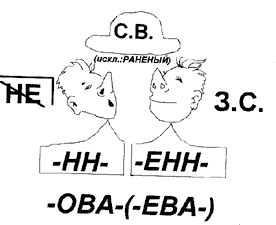 С.В.
(искл.:РАНЕНЫЙ)
НЕ
З.С.
-НН- -ЕНН-
-ОВА-(-ЕВА-)